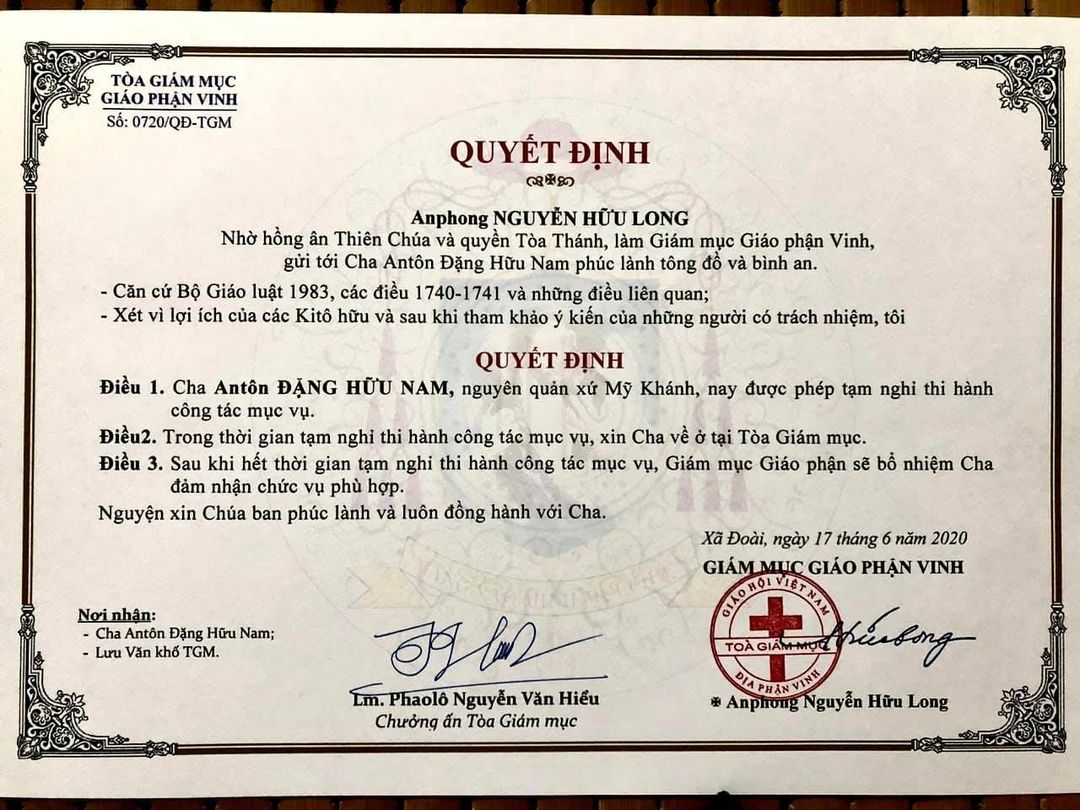 TÒA GIÁM MỤC
GIÁO PHẬN VINH
Số: 0720/QĐ-TGM
QUYẾT ĐỊNH
Anphong NGUYỄN HỮU LONG
Nhờ hồng ân Thiên Chúa và quyền Tòa Thánh, làm Giám mục Giáo phận Vinh,
gửi tới Cha Antôn Đặng Hữu Nam phúc lành tông đồ và bình an.
- Căn cứ Bộ Giáo luật 1983, các điều 1740-1741 và những điều liên quan;
- Xét vì lợi ích của các Kitô hữu và sau khi tham khảo ý kiến của những người có trách nhiệm, tôi
QUYẾT ĐỊNH
Điều 1. Cha Antôn ĐẶNG HỮU NAM, nguyên quản xứ Mỹ Khánh, nay được phép tạm nghỉ thi hành
công tác mục vụ.
Điều2. Trong thời gian tạm nghỉ thi hành công tác mục vụ, xin Cha về ở tại Tòa Giám mục.
Điều 3. Sau khi hết thời gian tạm nghỉ thi hành công tác mục vụ, Giám mục Giáo phận sẽ bổ nhiệm Cha
đảm nhận chức vụ phù hợp.
Nguyện xin Chúa ban phúc lành và luôn đồng hành với Cha.
Xã Đoài, ngày 17 tháng 6 năm 2020
GIÁM MỤC GIÁO PHẬN VINH
GIÁO HỘI VIỆT NAM
TOÀ GIÁM MỤC
ĐỊA PHẬN VINH
Nơi nhận:
- Cha Antôn Đặng Hữu Nam;
- Lưu Văn khố TGM.
Lm. Phaolô Nguyễn Văn Hiểu
Chưởng ấn Tòa Giám mục
Anphong Nguyễn Hữu Long